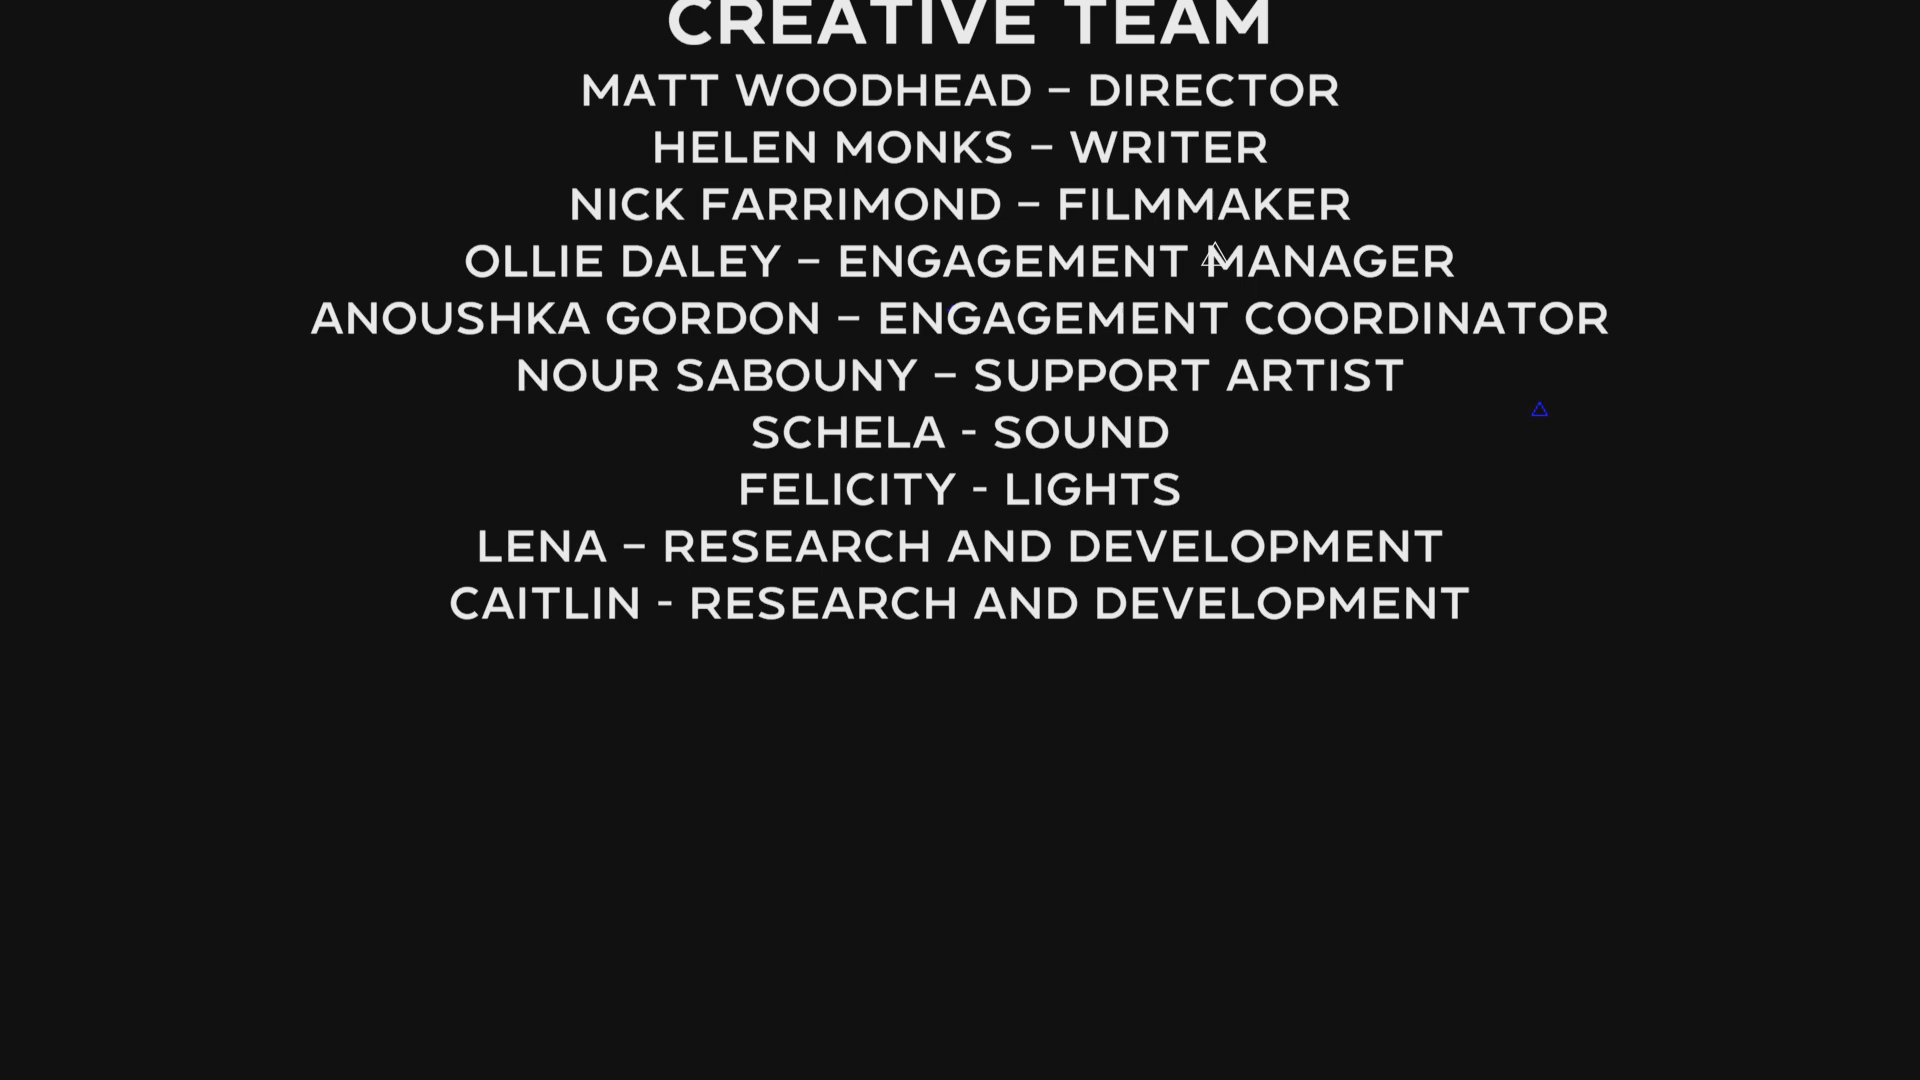 CREATIVE TEAM
MATT WOODHEAD – DIRECTOR
HELEN MONKS – WRITER
NICK FARRIMOND – FILMMAKER
OLLIE DALEY – ENGAGEMENT MANAGER
ANOUSHKA GORDON – ENGAGEMENT COORDINATOR
NOUR SABOUNY – SUPPORT ARTIST
SCHELA - SOUND
FELICITY - LIGHTS
LENA – RESEARCH AND DEVELOPMENT
CAITLIN - RESEARCH AND DEVELOPMENT